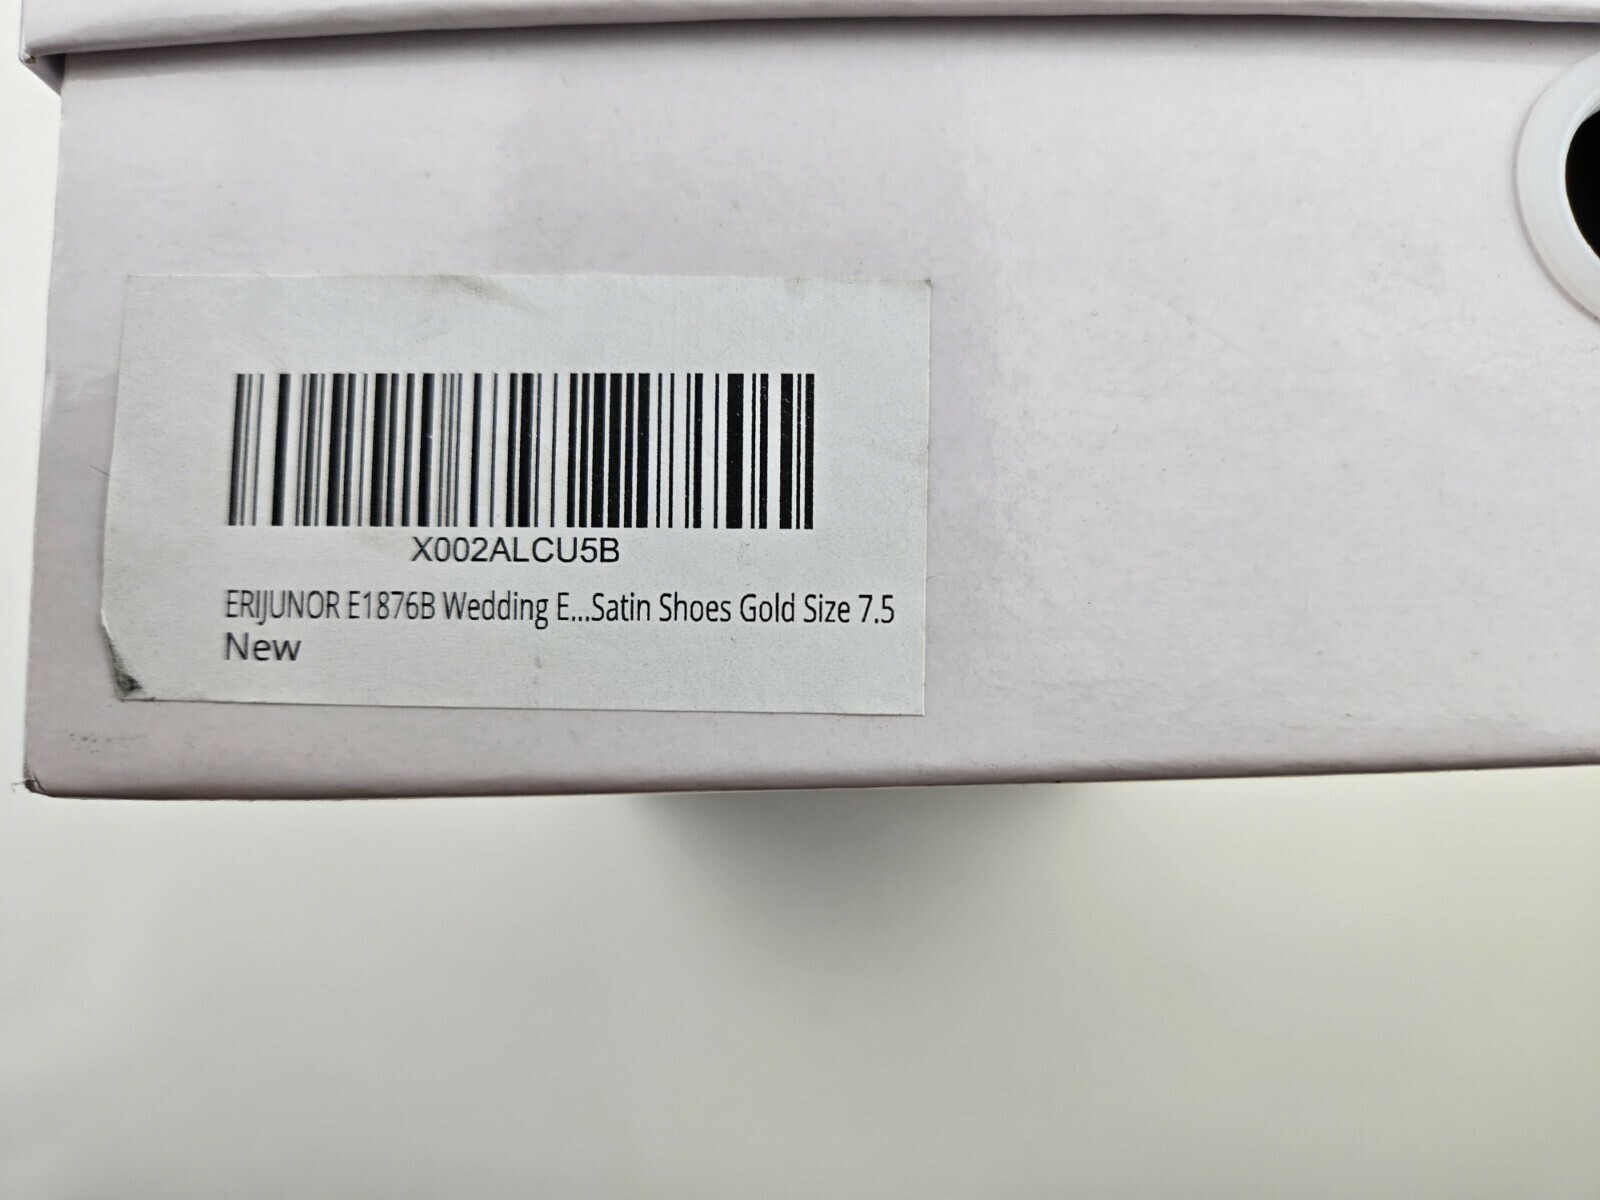 X002ALCU5B
ERIJUNOR E1876B Wedding E...Satin Shoes Gold Size 7.5
New